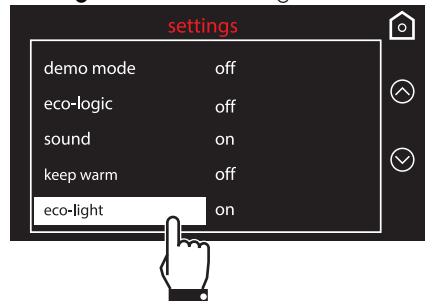 settings
demo mode off
eco-logic off
sound on
keep warm off
eco-light on